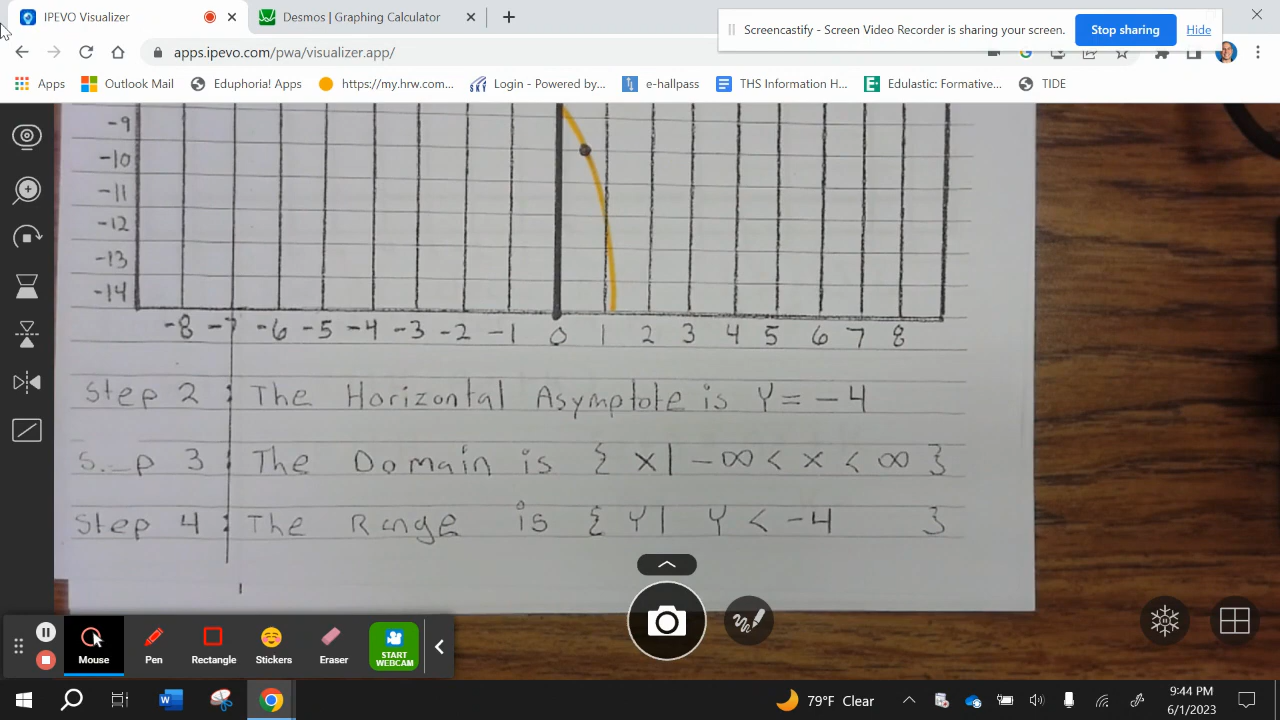 IPEVO Visualizer
Desmos | Graphing Calculator
Screencastify - Screen Video Recorder is sharing your screen.
Stop sharing
Hide
apps.ipevo.com/pwa/visualizer.app/
Apps
Outlook Mail
Eduphoria! App
https://my.hrw.com...
Login - Powered by...
e-hallpass
THS Information H...
Edulastic: Formative...
TIDE
-9
-10
-11
-12
-13
-14
-8 -7 -6 -5 -4 -3 -2 -1 0 1 2 3 4 5 6 7 8
Step 2 : The Horizontal Asymptote is Y = -4
S p 3 : The Domain is { X | -∞ < X < ∞ }
Step 4 : The Range is { Y | Y < -4 }
Mouse
Pen
Rectangle
Stickers
Eraser
START
WEBCAM
79°F Clear
9:44 PM
6/1/2023